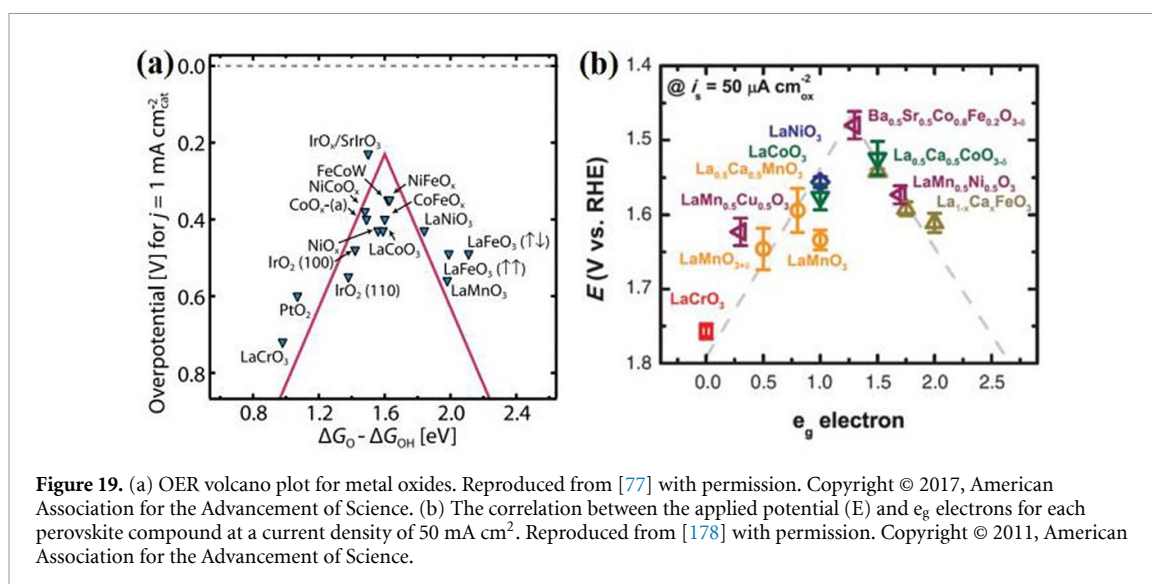 (a)
Overpotential [V] for j = 1 mA cm⁻²cat
0.0
0.2
0.4
0.6
0.8
IrOₓ/SrIrO₃
FeCoW
NiCoOₓ
CoOₓ-(a)
NiFeOₓ
CoFeOₓ
LaNiO₃
NiOₓ
LaCoO₃
LaFeO₃ (↑↓)
IrO₂ (100)
LaFeO₃ (↑↑)
IrO₂ (110)
LaMnO₃
PtO₂
LaCrO₃
0.8 1.2 1.6 2.0 2.4
ΔG_O - ΔG_OH [eV]
(b)
E (V vs. RHE)
1.4
1.5
1.6
1.7
1.8
@ iₛ = 50 μA cm⁻²ox
Ba₀.₅Sr₀.₅Co₀.₈Fe₀.₂O₃₋δ
LaNiO₃
LaCoO₃
La₀.₅Ca₀.₅CoO₃₋δ
La₀.₅Ca₀.₅MnO₃
LaMn₀.₅Ni₀.₅O₃
LaMn₀.₅Cu₀.₅O₃
La₁₋ₓCaₓFeO₃
LaMnO₃₊δ
LaMnO₃
LaCrO₃
0.0 0.5 1.0 1.5 2.0 2.5
e_g electron
Figure 19. (a) OER volcano plot for metal oxides. Reproduced from [77] with permission. Copyright © 2017, American
Association for the Advancement of Science. (b) The correlation between the applied potential (E) and e_g electrons for each
perovskite compound at a current density of 50 mA cm². Reproduced from [178] with permission. Copyright © 2011, American
Association for the Advancement of Science.